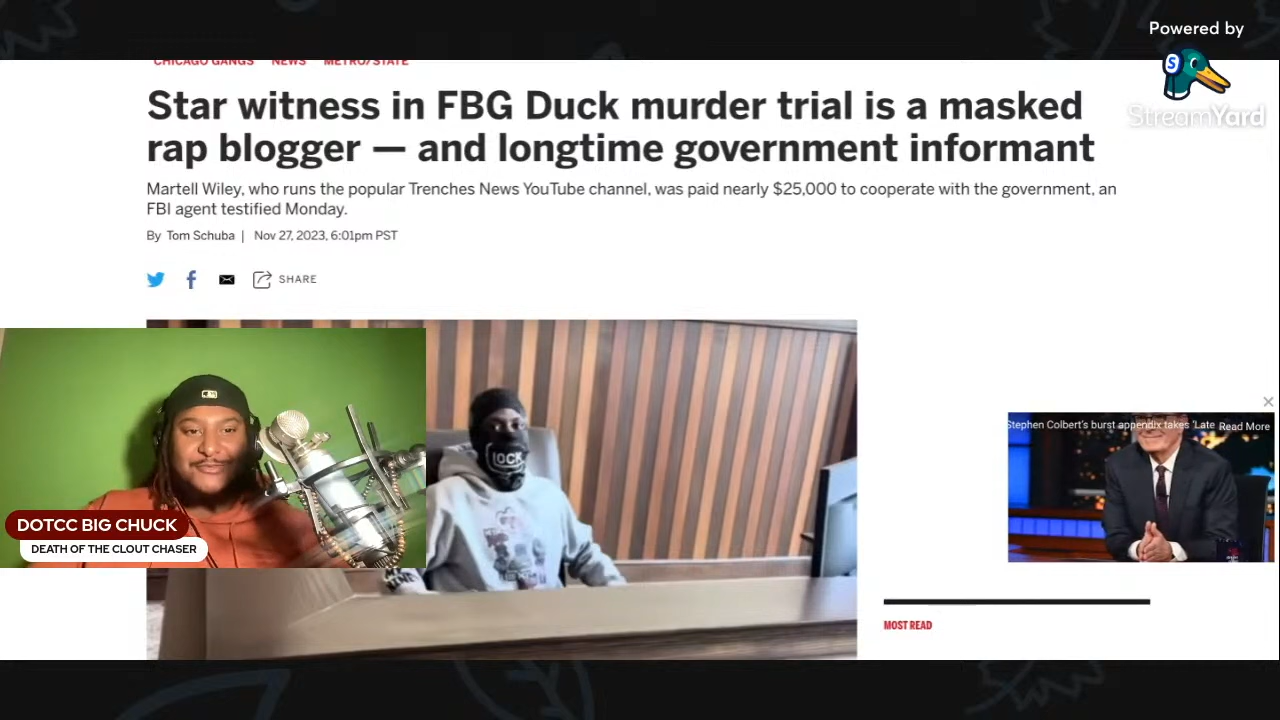 Powered by
StreamYard
CHICAGO GANGS NEWS METRO/STATE
Star witness in FBG Duck murder trial is a masked
rap blogger — and longtime government informant
Martell Wiley, who runs the popular Trenches News YouTube channel, was paid nearly $25,000 to cooperate with the government, an
FBI agent testified Monday.
By Tom Schuba | Nov 27, 2023, 6:01pm PST
SHARE
Stephen Colbert's burst appendix takes 'Late Read More
LOCK
DOTCC BIG CHUCK
DEATH OF THE CLOUT CHASER
MOST READ